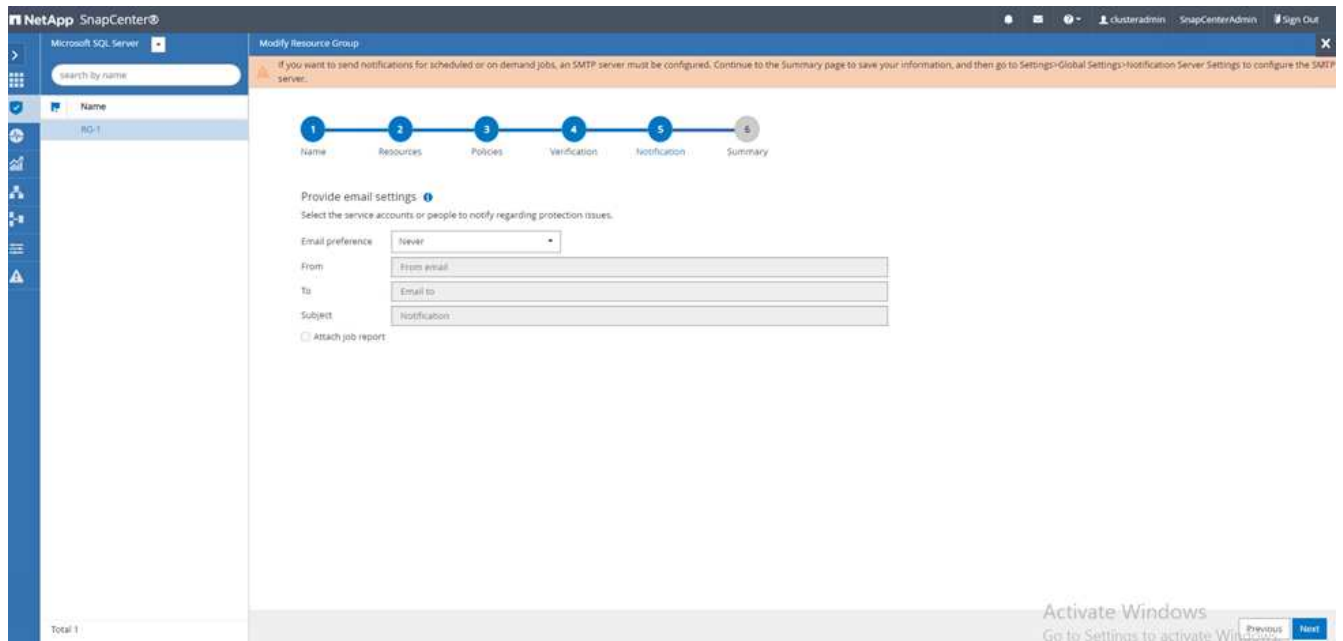 NetApp SnapCenter®
clusteradmin SnapCenterAdmin Sign Out
Microsoft SQL Server
Modify Resource Group
search by name
If you want to send notifications for scheduled or on demand jobs, an SMTP server must be configured. Continue to the Summary page to save your information, and then go to Settings>Global Settings>Notification Server Settings to configure the SMTP
server.
Name
RG-1
1 2 3 4 5 6
Name Resources Policies Verification Notification Summary
Provide email settings
Select the service accounts or people to notify regarding protection issues.
Email preference Never
From From email
To Email to
Subject Notification
Attach job report
Activate Windows
Go to Settings to activate Windows.
Total 1
Previous Next